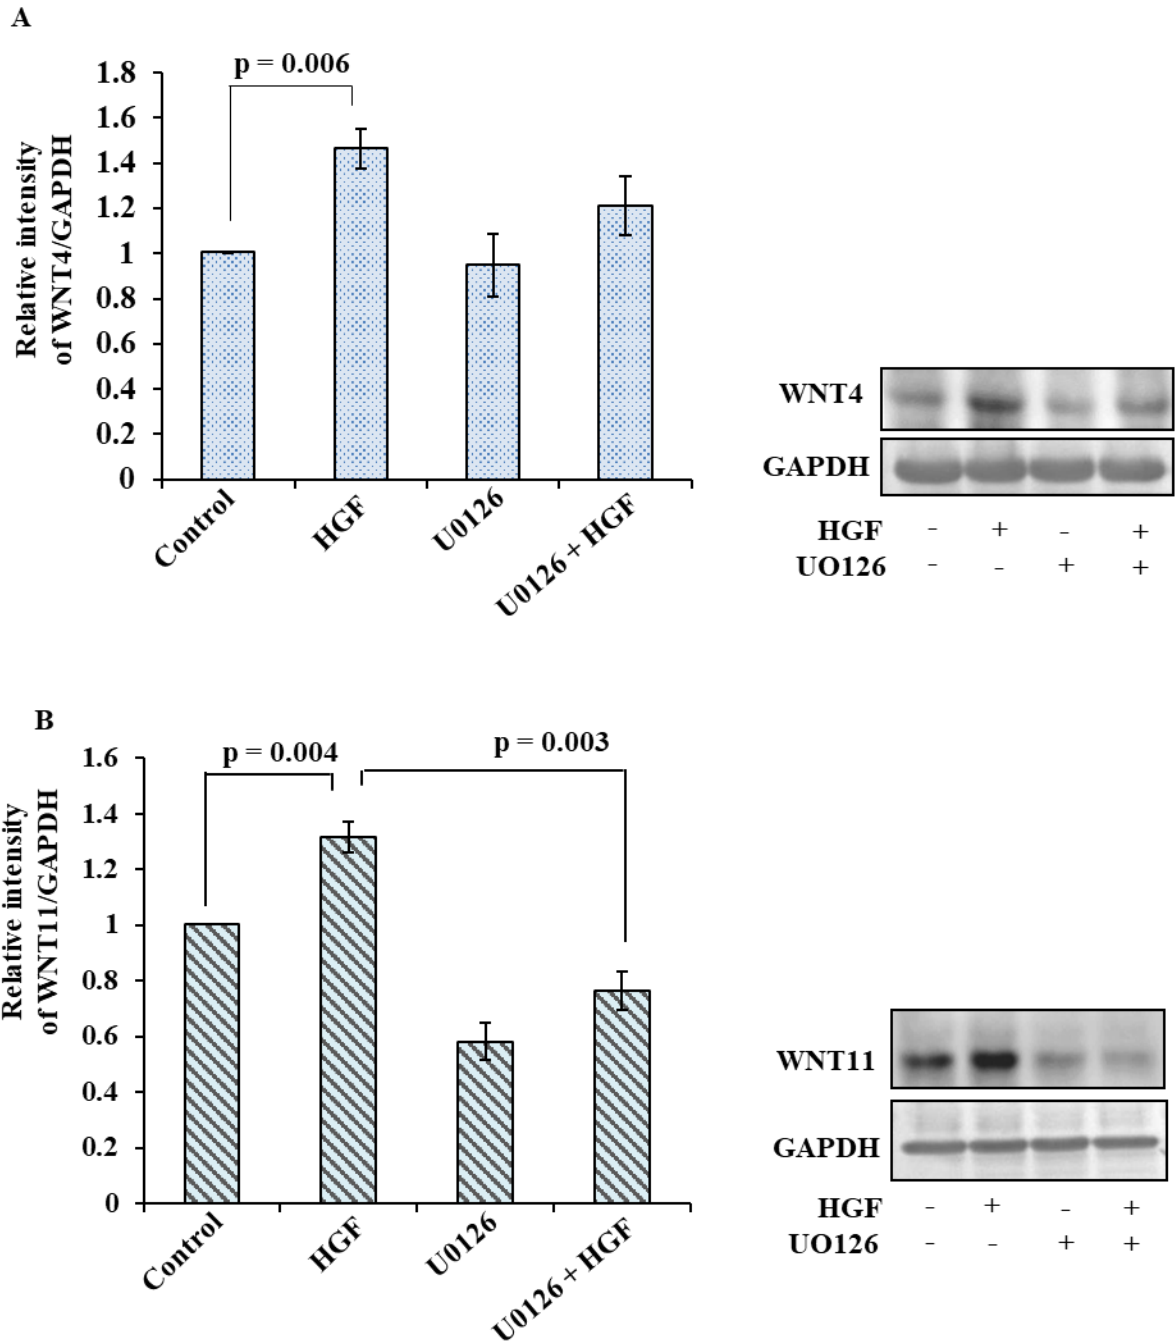 A
p = 0.006
Relative intensity
of WNT4/GAPDH
1.8
1.6
1.4
1.2
1
0.8
0.6
0.4
0.2
0
Control
HGF
U0126
U0126 + HGF
WNT4
GAPDH
HGF - + - +
UO126 - - + +
B
p = 0.004
p = 0.003
Relative intensity
of WNT11/GAPDH
1.6
1.4
1.2
1
0.8
0.6
0.4
0.2
0
Control
HGF
U0126
U0126 + HGF
WNT11
GAPDH
HGF - + - +
UO126 - - + +